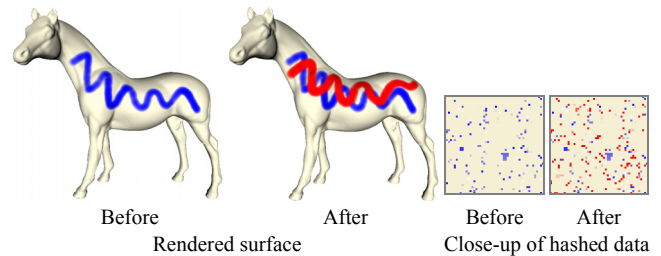 Before After Before After
Rendered surface Close-up of hashed data